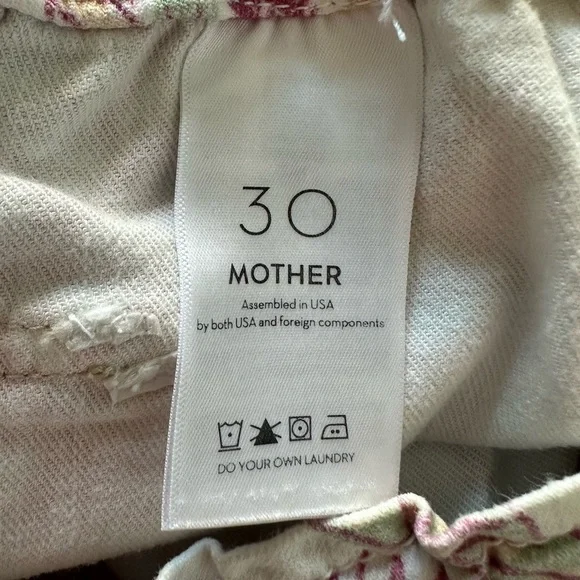 30
MOTHER
Assembled in USA
by both USA and foreign components
DO YOUR OWN LAUNDRY